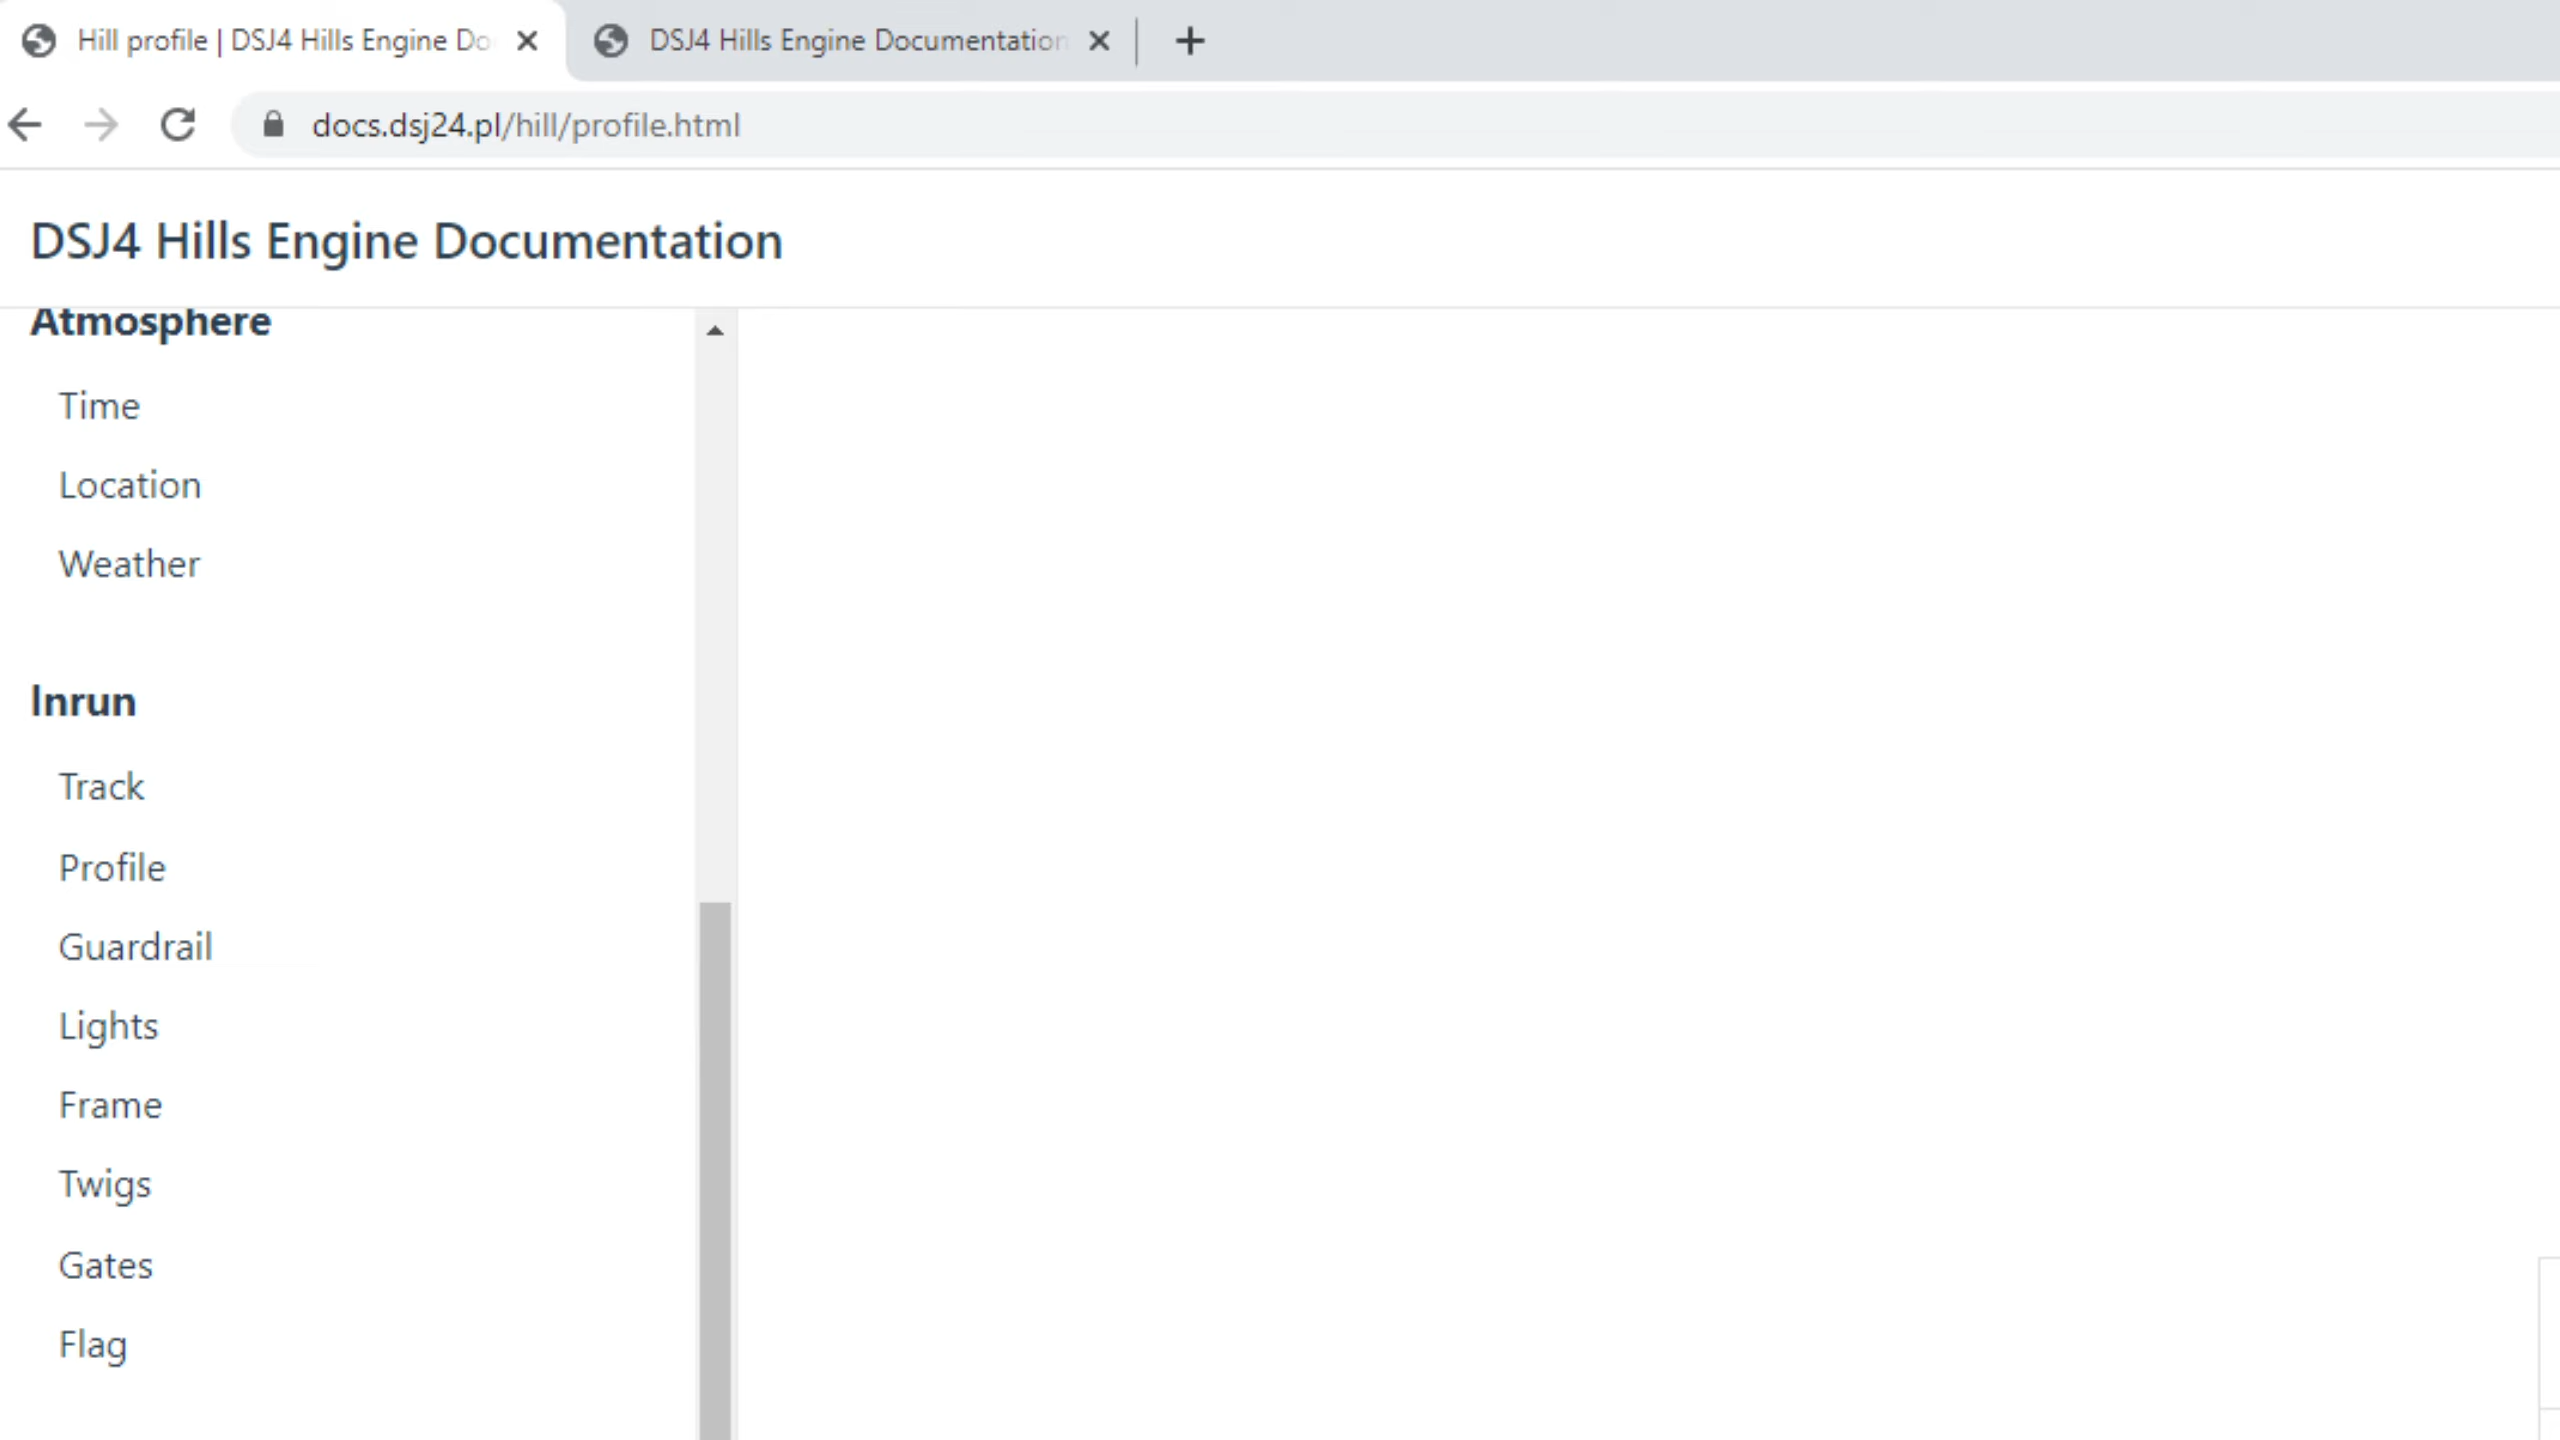 Hill profile | DSJ4 Hills Engine Do
DSJ4 Hills Engine Documentation
docs.dsj24.pl/hill/profile.html
DSJ4 Hills Engine Documentation
Atmosphere
Time
Location
Weather
Inrun
Track
Profile
Guardrail
Lights
Frame
Twigs
Gates
Flag